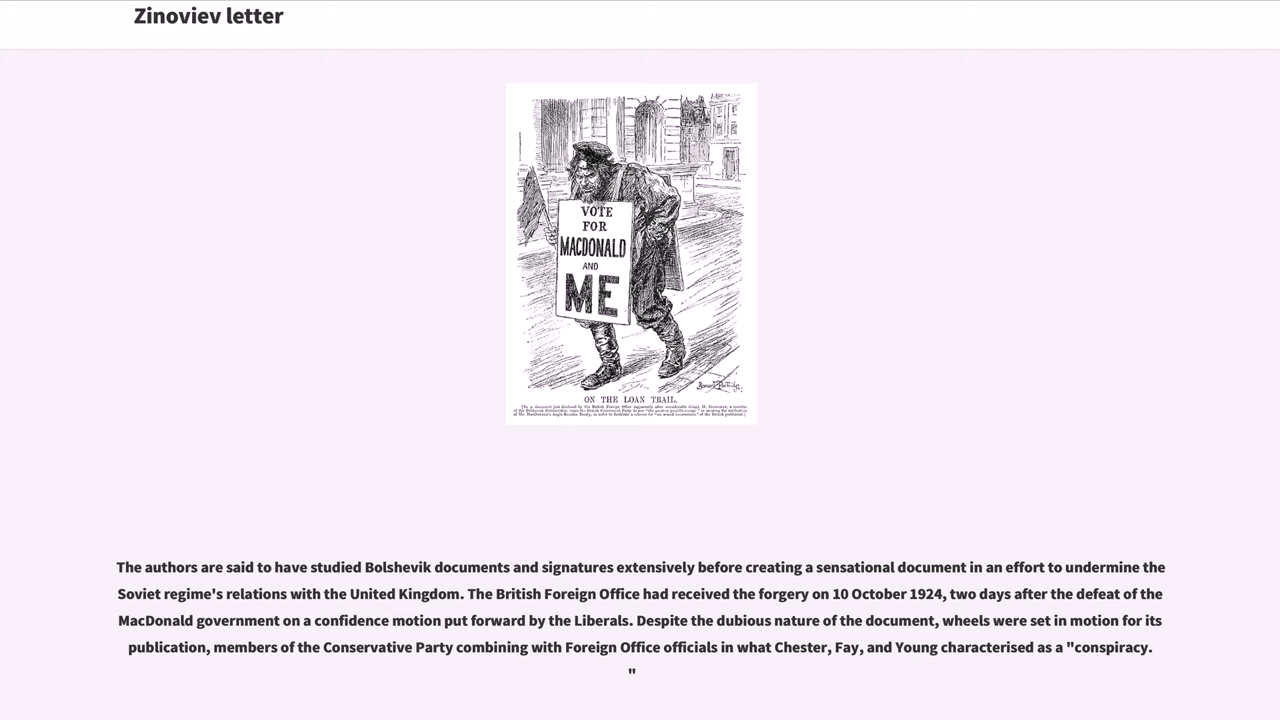 Zinoviev letter
VOTE
FOR
MACDONALD
AND
ME
ON THE LOAN TRAIL.
The authors are said to have studied Bolshevik documents and signatures extensively before creating a sensational document in an effort to undermine the
Soviet regime's relations with the United Kingdom. The British Foreign Office had received the forgery on 10 October 1924, two days after the defeat of the
MacDonald government on a confidence motion put forward by the Liberals. Despite the dubious nature of the document, wheels were set in motion for its
publication, members of the Conservative Party combining with Foreign Office officials in what Chester, Fay, and Young characterised as a "conspiracy.
"